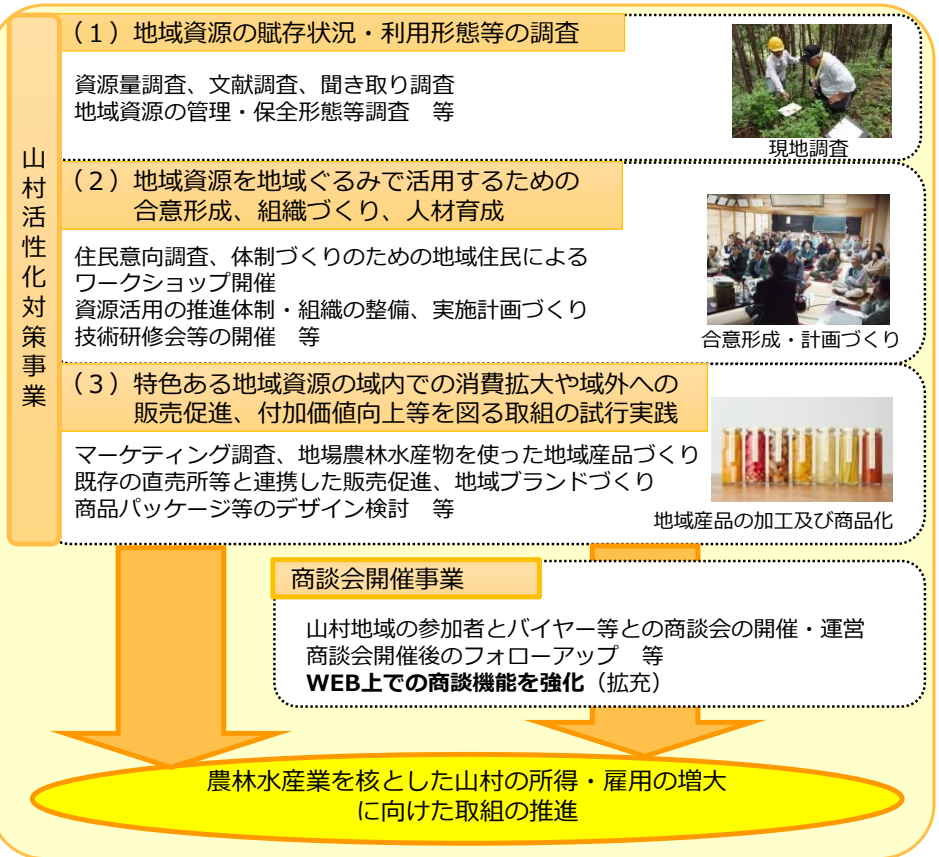 山村活性化対策事業
（１）地域資源の賦存状況・利用形態等の調査
資源量調査、文献調査、聞き取り調査
地域資源の管理・保全形態等調査　等
現地調査
（２）地域資源を地域ぐるみで活用するための
合意形成、組織づくり、人材育成
住民意向調査、体制づくりのための地域住民による
ワークショップ開催
資源活用の推進体制・組織の整備、実施計画づくり
技術研修会等の開催　等
合意形成・計画づくり
（３）特色ある地域資源の域内での消費拡大や域外への
販売促進、付加価値向上等を図る取組の試行実践
マーケティング調査、地場農林水産物を使った地域産品づくり
既存の直売所等と連携した販売促進、地域ブランドづくり
商品パッケージ等のデザイン検討　等
地域産品の加工及び商品化
商談会開催事業
山村地域の参加者とバイヤー等との商談会の開催・運営
商談会開催後のフォローアップ　等
WEB上での商談機能を強化（拡充）
農林水産業を核とした山村の所得・雇用の増大
に向けた取組の推進